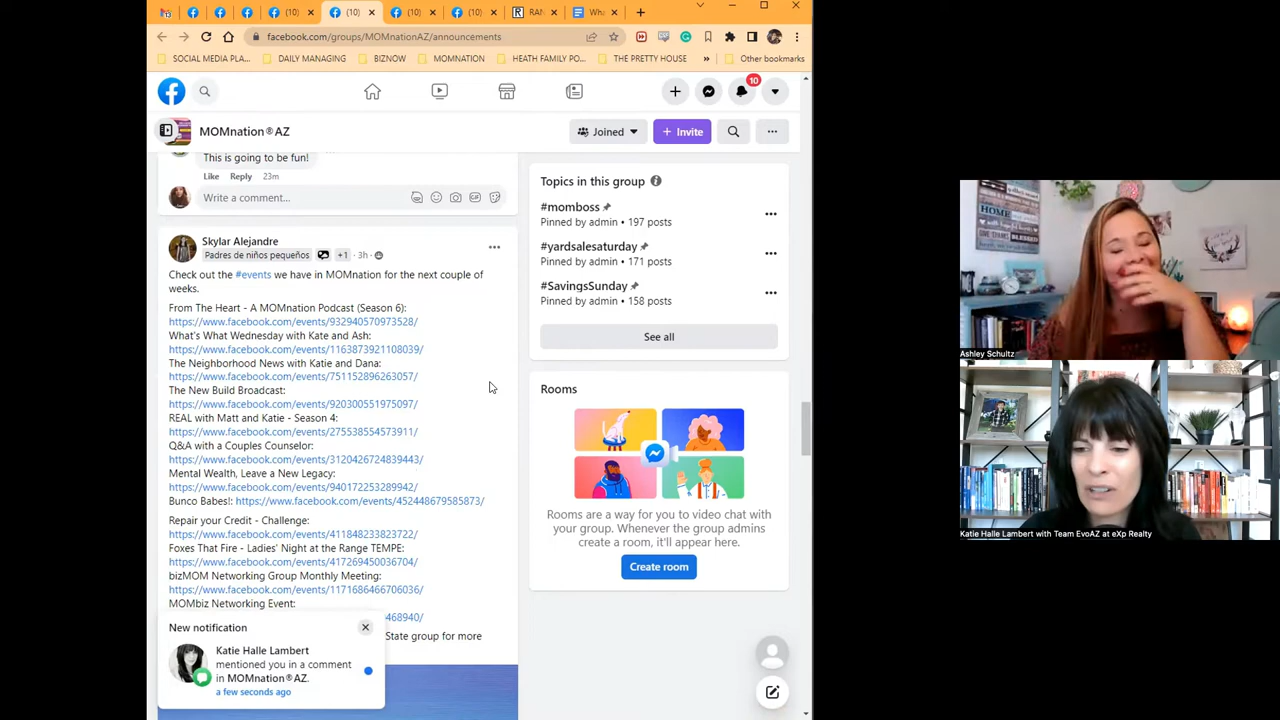 (10)
(10)
(10)
(10)
RAN
Wha
facebook.com/groups/MOMnationAZ/announcements
SOCIAL MEDIA PLA...
DAILY MANAGING
BIZNOW
MOMNATION
HEATH FAMILY PO...
THE PRETTY HOUSE
»
Other bookmarks
10
MOMnation®AZ
Joined
+ Invite
This is going to be fun!
Like Reply 23m
Write a comment...
GIF
Skylar Alejandre
Padres de niños pequeños +1 · 3h ·
Check out the #events we have in MOMnation for the next couple of
weeks.
From The Heart - A MOMnation Podcast (Season 6):
https://www.facebook.com/events/932940570973528/
What's What Wednesday with Kate and Ash:
https://www.facebook.com/events/1163873921108039/
The Neighborhood News with Katie and Dana:
https://www.facebook.com/events/751152896263057/
The New Build Broadcast:
https://www.facebook.com/events/920300551975097/
REAL with Matt and Katie - Season 4:
https://www.facebook.com/events/275538554573911/
Q&A with a Couples Counselor:
https://www.facebook.com/events/3120426724839443/
Mental Wealth, Leave a New Legacy:
https://www.facebook.com/events/940172253289942/
Bunco Babes!: https://www.facebook.com/events/452448679585873/
Repair your Credit - Challenge:
https://www.facebook.com/events/411848233823722/
Foxes That Fire - Ladies' Night at the Range TEMPE:
https://www.facebook.com/events/417269450036704/
bizMOM Networking Group Monthly Meeting:
https://www.facebook.com/events/1171686466706036/
MOMbiz Networking Event:
468940/
State group for more
New notification
Katie Halle Lambert
mentioned you in a comment
in MOMnation®AZ.
a few seconds ago
Topics in this group
#momboss
Pinned by admin • 197 posts
#yardsalesaturday
Pinned by admin • 171 posts
#SavingsSunday
Pinned by admin • 158 posts
See all
Rooms
Rooms are a way for you to video chat with
your group. Whenever the group admins
create a room, it'll appear here.
Create room
HOME
Ashley Schultz
Katie Halle Lambert with Team EvoAZ at eXp Realty